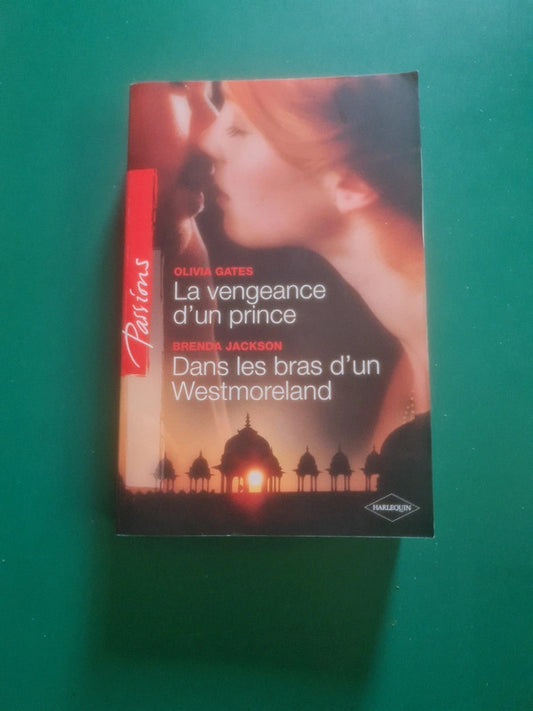 Passions
OLIVIA GATES
La vengeance
d'un prince
BRENDA JACKSON
Dans les bras d'un
Westmoreland
HARLEQUIN